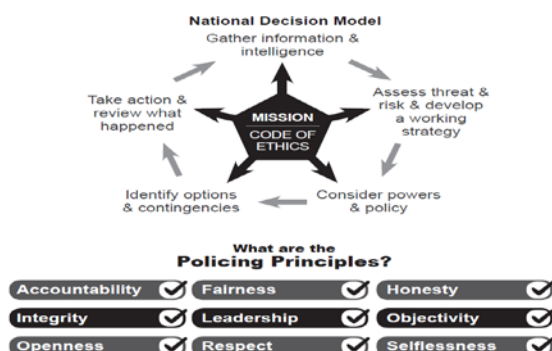 National Decision Model
Gather information &
intelligence
Assess threat &
risk & develop
a working
strategy
Consider powers
& policy
Identify options
& contingencies
Take action &
review what
happened
MISSION
CODE OF
ETHICS
What are the
Policing Principles?
Accountability
Fairness
Honesty
Integrity
Leadership
Objectivity
Openness
Respect
Selflessness